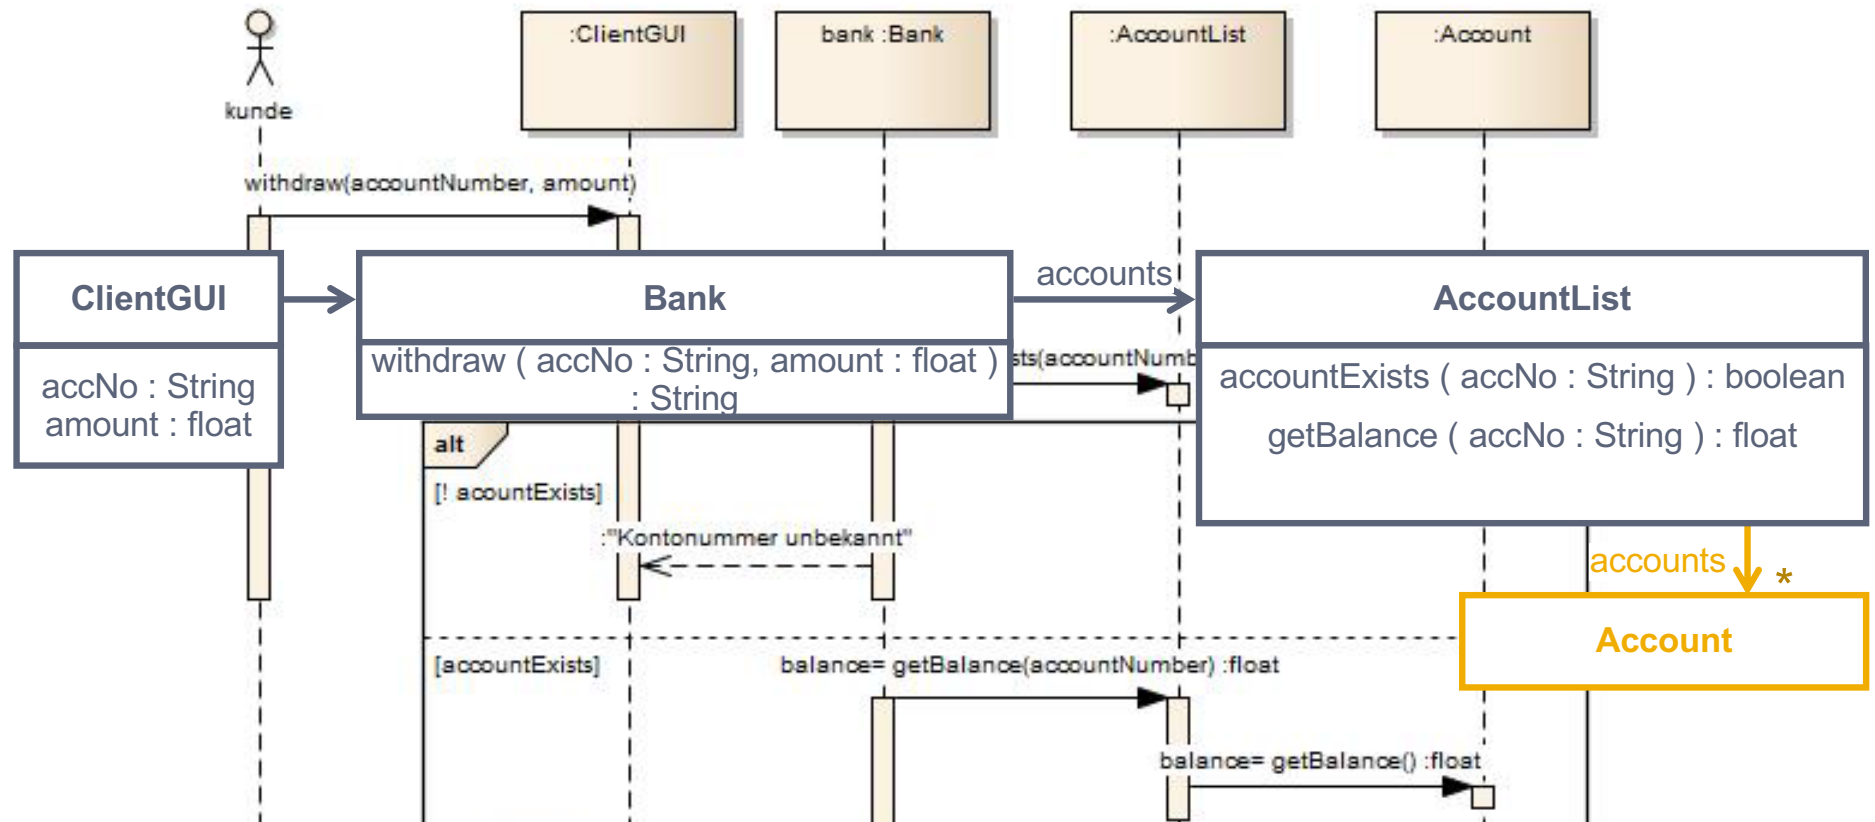 :ClientGUI
bank :Bank
:AccountList
:Account
kunde
withdraw(accountNumber, amount)
accounts
ClientGUI
Bank
AccountList
withdraw ( accNo : String, amount : float )
: String
sts(accountNumb
accountExists ( accNo : String ) : boolean
accNo : String
amount : float
getBalance ( accNo : String ) : float
alt
[! acountExists]
:"Kontonummer unbekannt"
accounts
*
Account
[accountExists]
balance= getBalance(accountNumber) :float
balance= getBalance() :float